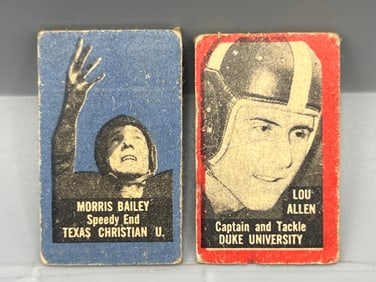 MORRIS BAILEY
Speedy End
TEXAS CHRISTIAN U.
LOU
ALLEN
Captain and Tackle
DUKE UNIVERSITY